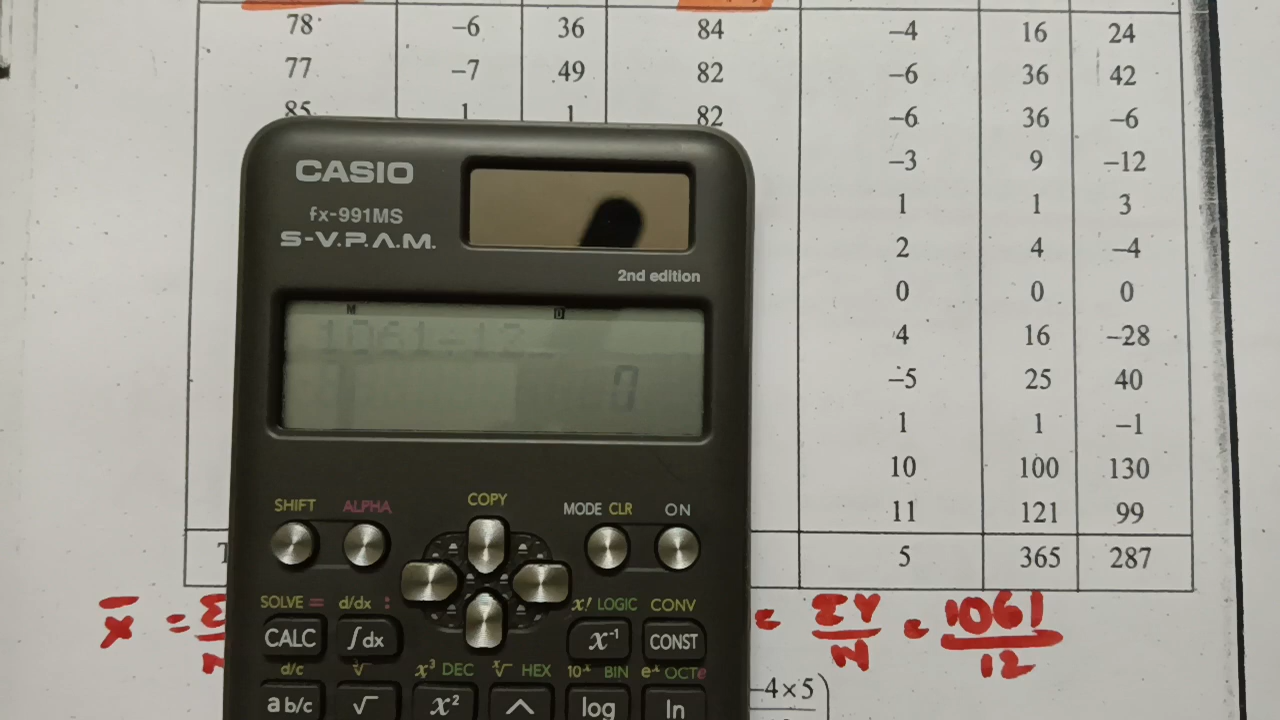 78 -6 36 84 -4 16 24
77 -7 49 82 -6 36 42
85 1 1 82 -6 36 -6
-3 9 -12
1 1 3
2 4 -4
0 0 0
4 16 -28
-5 25 40
1 1 -1
10 100 130
11 121 99
5 365 287
CASIO
fx-991MS
S-V.P.A.M.
2nd edition
M D
1061÷12_
0
SHIFT ALPHA COPY MODE CLR ON
SOLVE = d/dx : x! LOGIC CONV
CALC ∫dx x⁻¹ CONST
d/c ³√ x³ DEC ˣ√ HEX 10ˣ BIN eˣ OCT e
a b/c √ x² ^ log ln
x̄ =
= ΣY/N = 1061/12
-4×5)